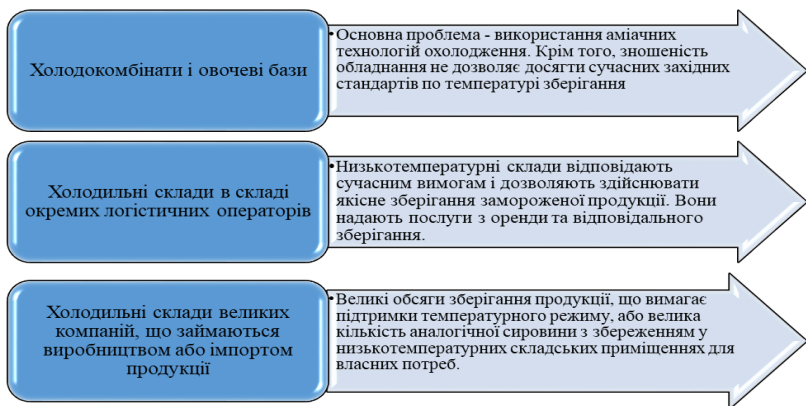 Холодокомбінати і овочеві бази
•Основна проблема - використання аміачних
технологій охолодження. Крім того, зношеність
обладнання не дозволяє досягти сучасних західних
стандартів по температурі зберігання
Холодильні склади в складі
окремих логістичних операторів
•Низькотемпературні склади відповідають
сучасним вимогам і дозволяють здійснювати
якісне зберігання замороженої продукції. Вони
надають послуги з оренди та відповідального
зберігання.
Холодильні склади великих
компаній, що займаються
виробництвом або імпортом
продукції
•Великі обсяги зберігання продукції, що вимагає
підтримки температурного режиму, або велика
кількість аналогічної сировини з збереженням у
низькотемпературних складських приміщеннях для
власних потреб.